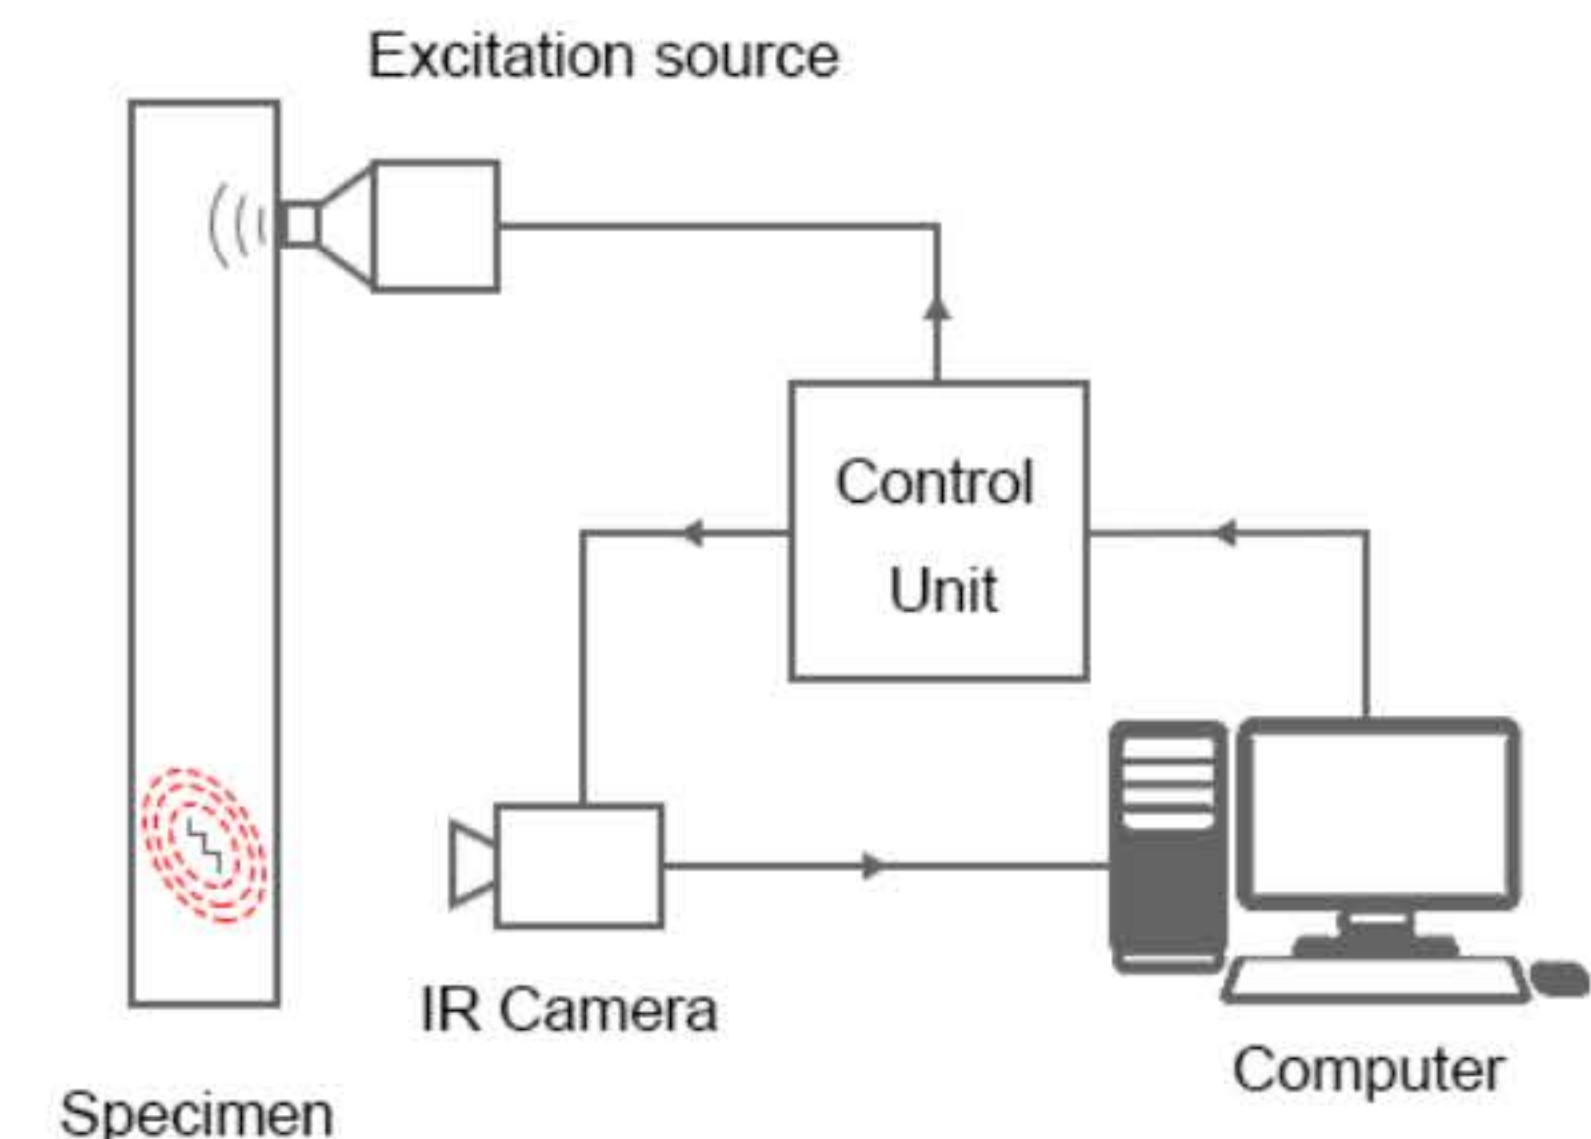 Excitation source
Control
Unit
IR Camera
Computer
Specimen